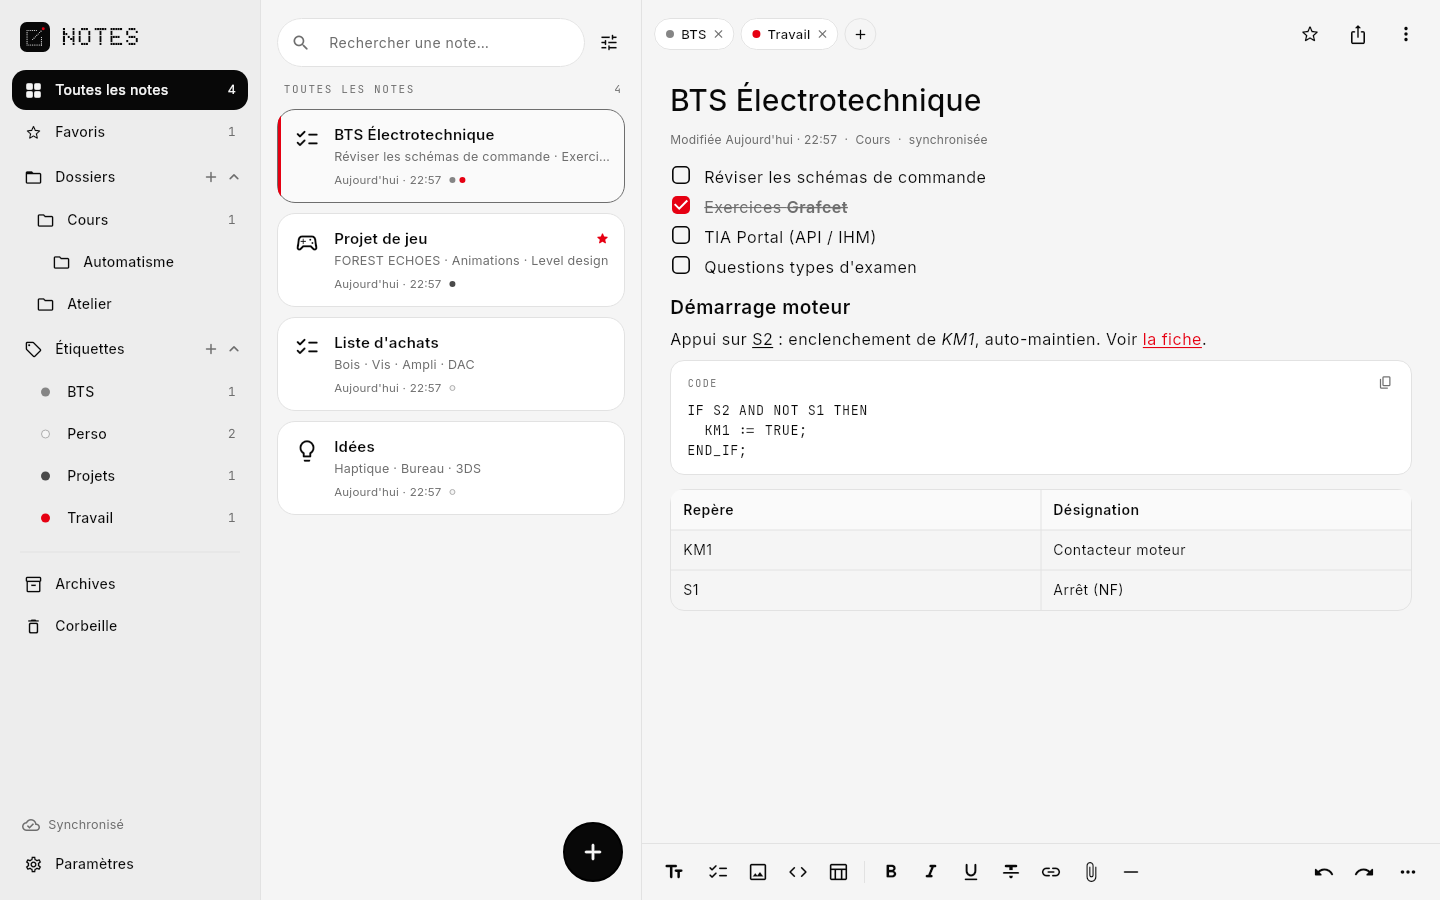 NOTES
Toutes les notes 4
Favoris 1
Dossiers
Cours 1
Automatisme
Atelier
Étiquettes
BTS 1
Perso 2
Projets 1
Travail 1
Archives
Corbeille
Synchronisé
Paramètres
Rechercher une note...
TOUTES LES NOTES 4
BTS Électrotechnique
Réviser les schémas de commande · Exerci...
Aujourd'hui · 22:57
Projet de jeu
FOREST ECHOES · Animations · Level design
Aujourd'hui · 22:57
Liste d'achats
Bois · Vis · Ampli · DAC
Aujourd'hui · 22:57
Idées
Haptique · Bureau · 3DS
Aujourd'hui · 22:57
BTS Travail
BTS Électrotechnique
Modifiée Aujourd'hui · 22:57 · Cours · synchronisée
Réviser les schémas de commande
Exercices Grafcet
TIA Portal (API / IHM)
Questions types d'examen
Démarrage moteur
Appui sur S2 : enclenchement de KM1, auto-maintien. Voir la fiche.
CODE
IF S2 AND NOT S1 THEN
KM1 := TRUE;
END_IF;
Repère Désignation
KM1 Contacteur moteur
S1 Arrêt (NF)